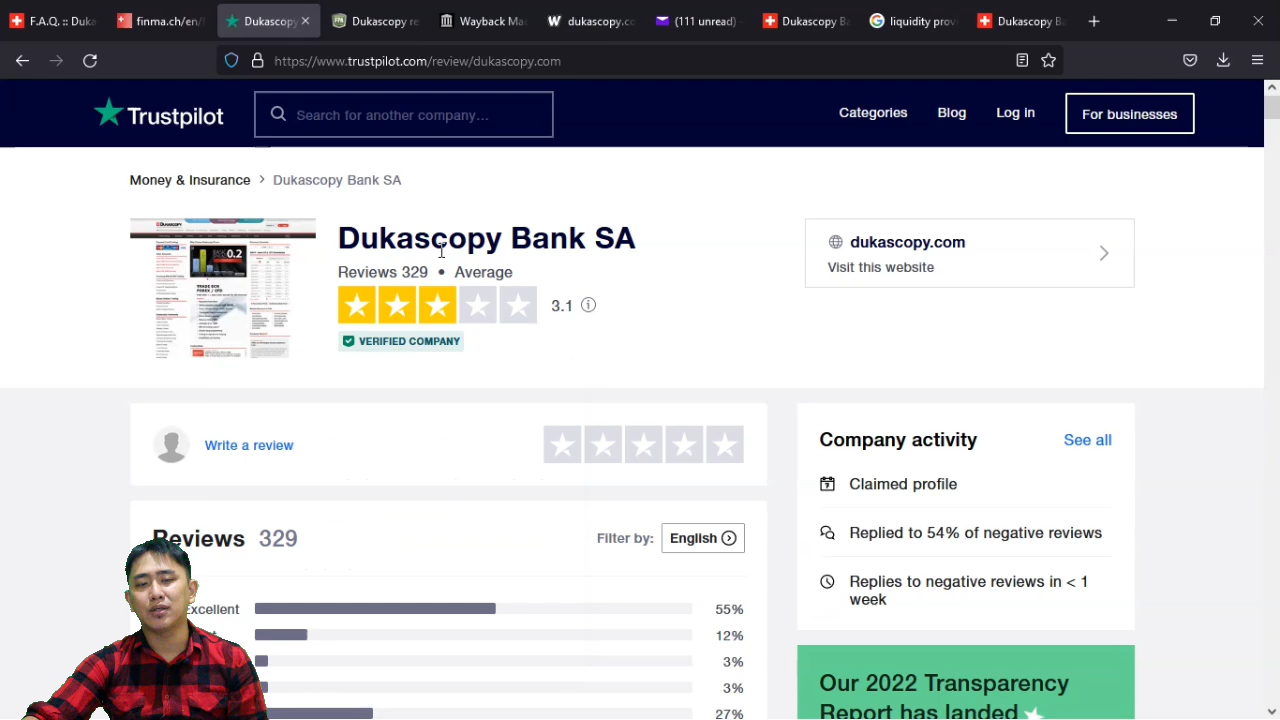 F.A.Q. :: Duka
finma.ch/en/
Dukascopy
Dukascopy re
Wayback Ma
dukascopy.co
(111 unread)
Dukascopy Ba
liquidity prov
Dukascopy Ba
https://www.trustpilot.com/review/dukascopy.com
Trustpilot
Search for another company…
Categories
Blog
Log in
For businesses
Money & Insurance > Dukascopy Bank SA
Dukascopy Bank SA
Reviews 329 • Average
3.1
VERIFIED COMPANY
dukascopy.com
Visit this website
Write a review
Company activity
See all
Claimed profile
Replied to 54% of negative reviews
Replies to negative reviews in < 1
week
Reviews 329
Filter by:
English
Excellent
55%
12%
3%
3%
27%
Our 2022 Transparency
Report has landed